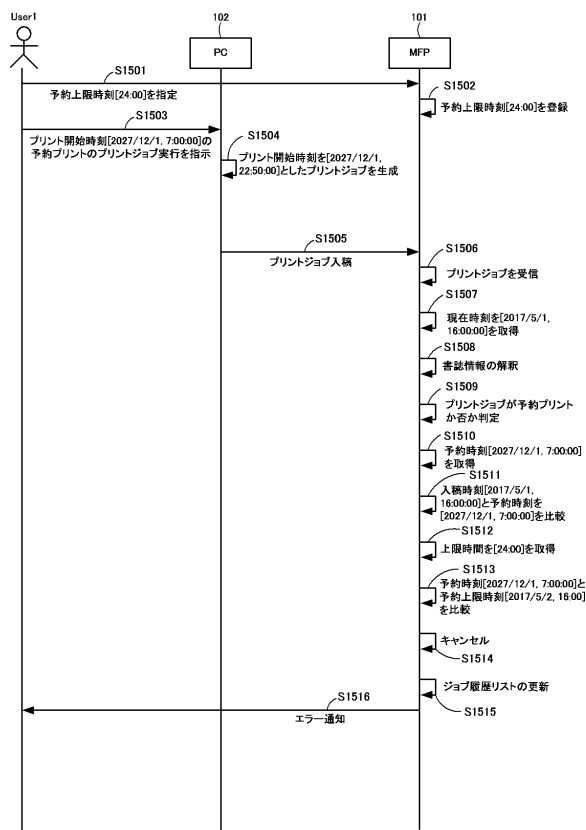 User1
102
101
PC
MFP
S1501
予約上限時刻[24:00]を指定
S1502
予約上限時刻[24:00]を登録
S1503
プリント開始時刻[2027/12/1, 7:00:00]の
予約プリントのプリントジョブ実行を指示
S1504
プリント開始時刻を[2027/12/1,
22:50:00]としたプリントジョブを生成
S1505
プリントジョブ入稿
S1506
プリントジョブを受信
S1507
現在時刻を[2017/5/1,
16:00:00]を取得
S1508
書誌情報の解釈
S1509
プリントジョブが予約プリント
か否か判定
S1510
予約時刻[2027/12/1, 7:00:00]
を取得
S1511
入稿時刻[2017/5/1,
16:00:00]と予約時刻を
[2027/12/1, 7:00:00]を比較
S1512
上限時間を[24:00]を取得
S1513
予約時刻[2027/12/1, 7:00:00]と
予約上限時刻[2017/5/2, 16:00]
を比較
キャンセル
S1514
ジョブ履歴リストの更新
S1515
S1516
エラー通知